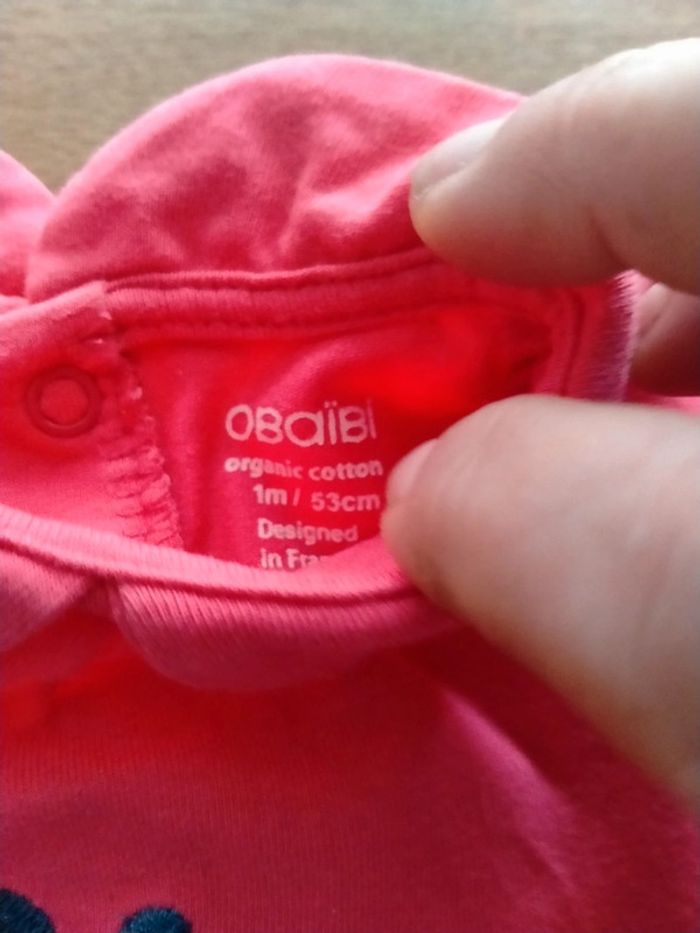 OBaïBi
organic cotton
1m / 53cm
Designed
in